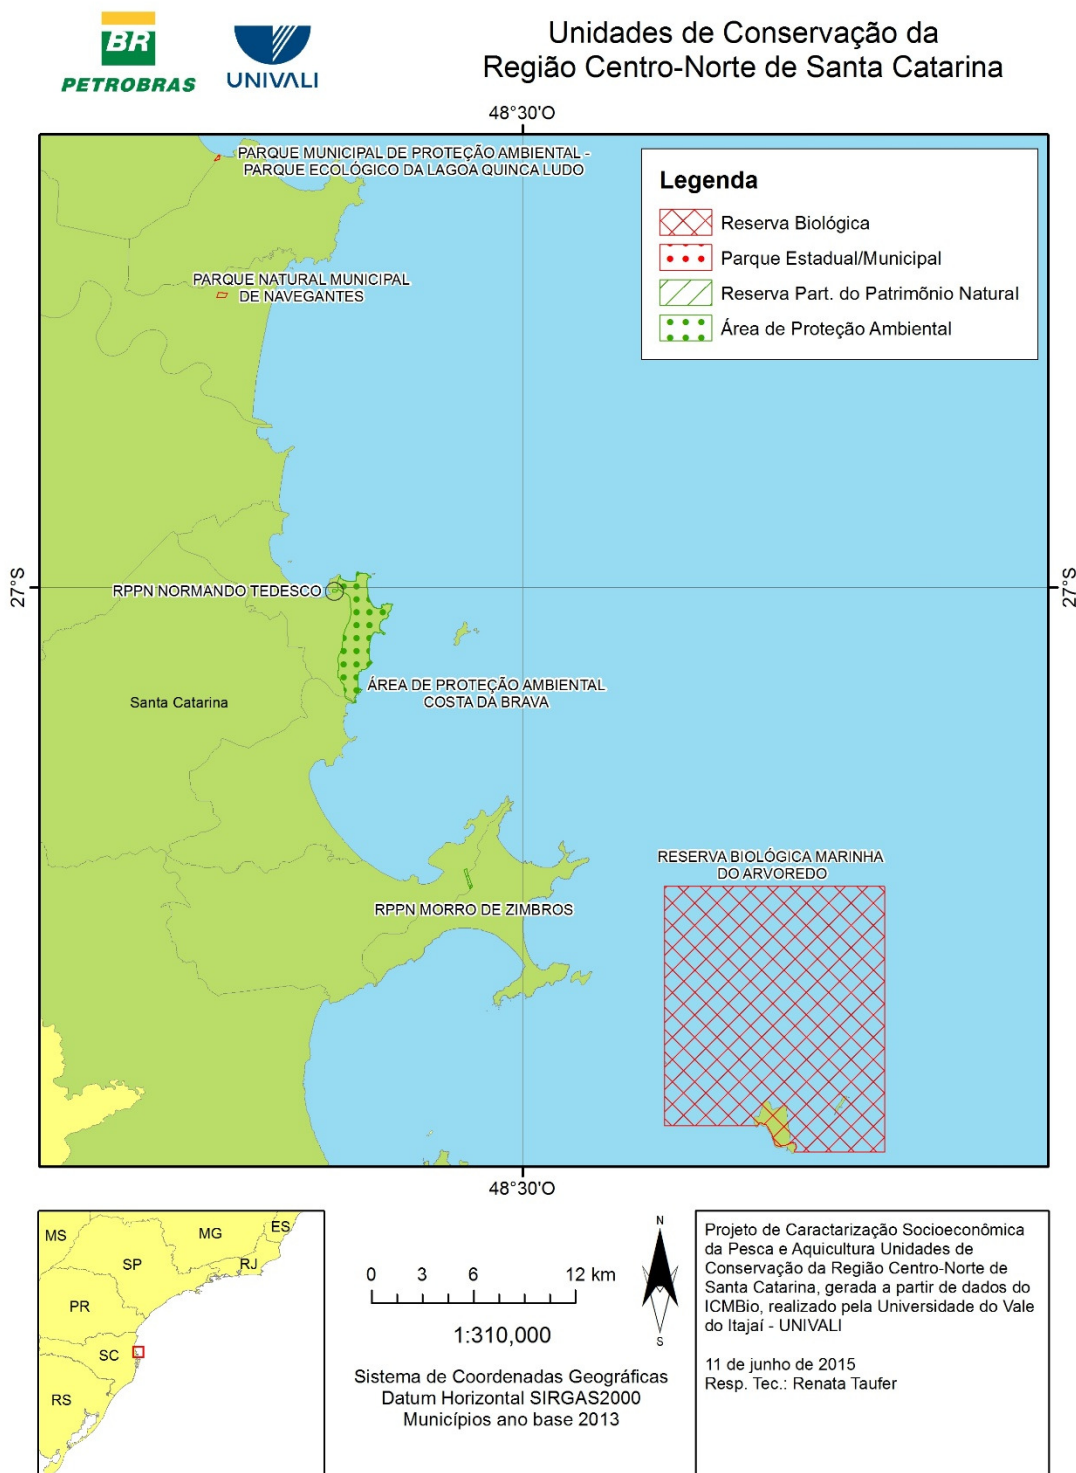 BR
PETROBRAS
UNIVALI
Unidades de Conservação da
Região Centro-Norte de Santa Catarina
48°30'O
PARQUE MUNICIPAL DE PROTEÇÃO AMBIENTAL -
PARQUE ECOLÓGICO DA LAGOA QUINCA LUDO
Legenda
Reserva Biológica
Parque Estadual/Municipal
Reserva Part. do Patrimônio Natural
Área de Proteção Ambiental
PARQUE NATURAL MUNICIPAL
DE NAVEGANTES
27°S
27°S
RPPN NORMANDO TEDESCO
ÁREA DE PROTEÇÃO AMBIENTAL
COSTA DA BRAVA
Santa Catarina
RESERVA BIOLÓGICA MARINHA
DO ARVOREDO
RPPN MORRO DE ZIMBROS
48°30'O
MS
MG
ES
SP
RJ
PR
SC
RS
0 3 6 12 km
1:310,000
N
S
Sistema de Coordenadas Geográficas
Datum Horizontal SIRGAS2000
Municípios ano base 2013
Projeto de Caractarização Socioeconômica
da Pesca e Aquicultura Unidades de
Conservação da Região Centro-Norte de
Santa Catarina, gerada a partir de dados do
ICMBio, realizado pela Universidade do Vale
do Itajaí - UNIVALI
11 de junho de 2015
Resp. Tec.: Renata Taufer